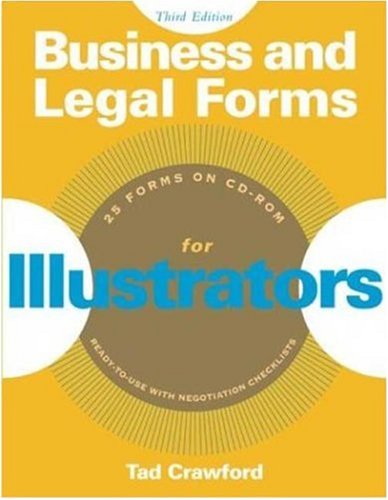 Third Edition
Business and
Legal Forms
25 FORMS ON CD-ROM
for
Illustrators
READY-TO-USE WITH NEGOTIATION CHECKLISTS
Tad Crawford